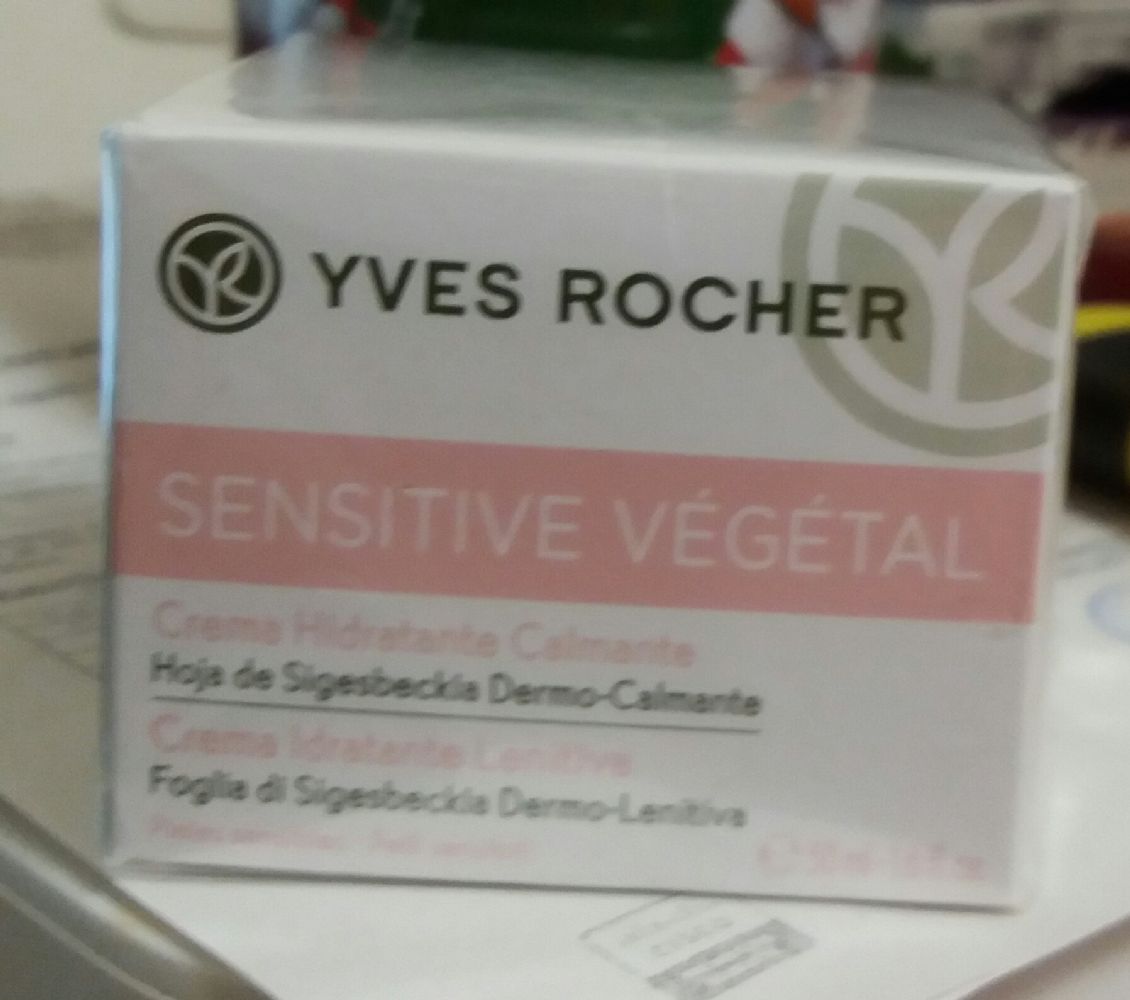 YVES ROCHER
SENSITIVE VÉGÉTAL
Crema Hidratante Calmante
Hoja de Sigesbeckia Dermo-Calmante
Crema Idratante Lenitiva
Foglia di Sigesbeckia Dermo-Lenitiva